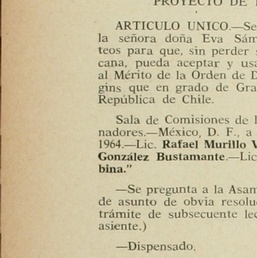 PROYECTO DE
ARTICULO UNICO.—Se
la señora doña Eva Sám
teos para que, sin perder s
cana, pueda aceptar y usa
al Mérito de la Orden de D
gins que en grado de Gra
República de Chile.
Sala de Comisiones de l
nadores.—México, D. F., a
1964.—Lic. Rafael Murillo V
González Bustamante.—Lic
bina."
—Se pregunta a la Asam
de asunto de obvia resolu
trámite de subsecuente lec
asiente.)
—Dispensado.